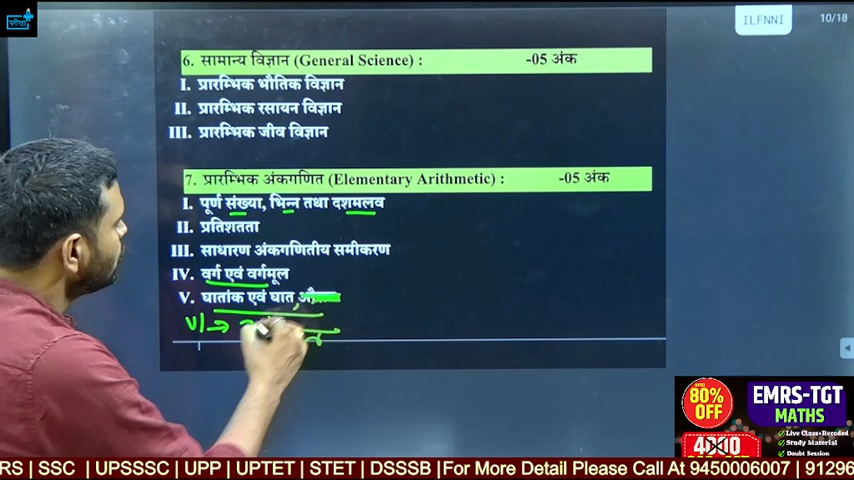 परीक्षा
ILFNNI
10/18
6. सामान्य विज्ञान (General Science) : -05 अंक
I. प्रारम्भिक भौतिक विज्ञान
II. प्रारम्भिक रसायन विज्ञान
III. प्रारम्भिक जीव विज्ञान
7. प्रारम्भिक अंकगणित (Elementary Arithmetic) : -05 अंक
I. पूर्ण संख्या, भिन्न तथा दशमलव
II. प्रतिशतता
III. साधारण अंकगणितीय समीकरण
IV. वर्ग एवं वर्गमूल
V. घातांक एवं घात,
VI →
80% OFF
EMRS-TGT
MATHS
Live Class+Recoded
Study Material
Doubt Session
RS | SSC | UPSSSC | UPP | UPTET | STET | DSSSB |For More Detail Please Call At 9450006007 | 91296